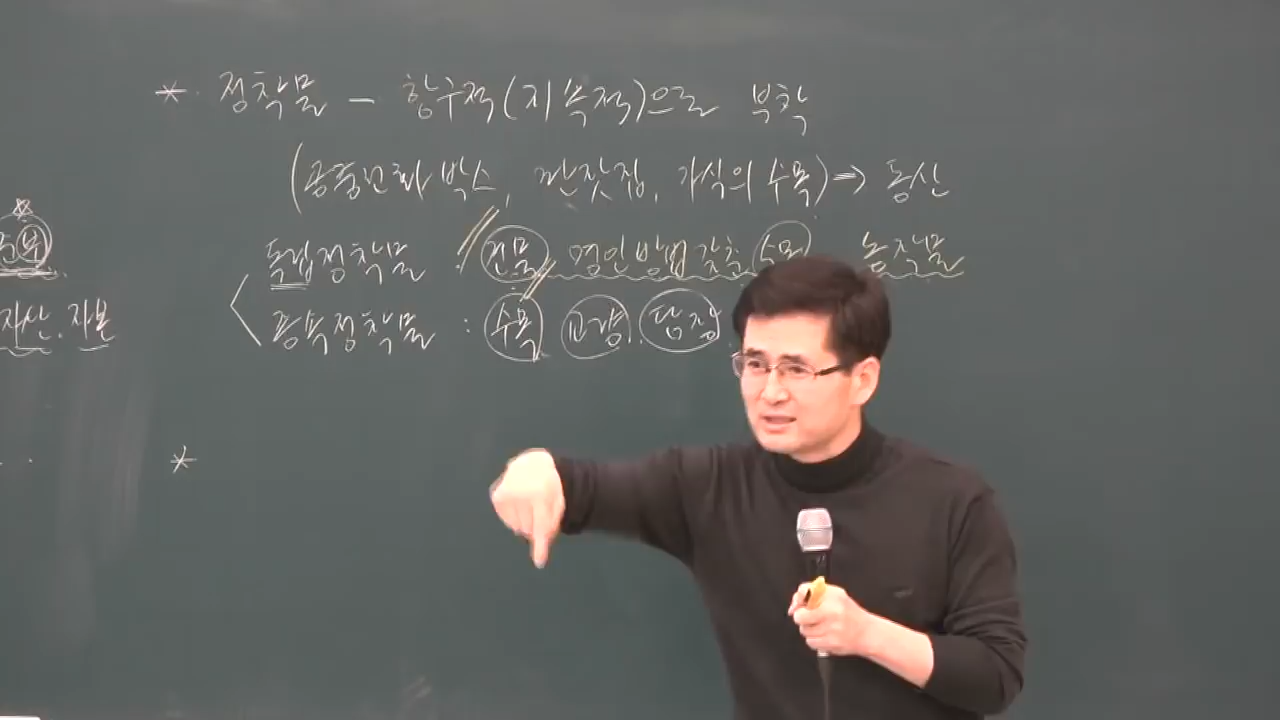 * 정착물 - 항구적(지속적)으로 부착
(공중전화 박스, 판잣집, 가식의 수목) → 동산
독립정착물 : 건물 명인방법 갖춘 수목 농작물
종속정착물 : 수목, 교량, 담장
자산. 자본
*